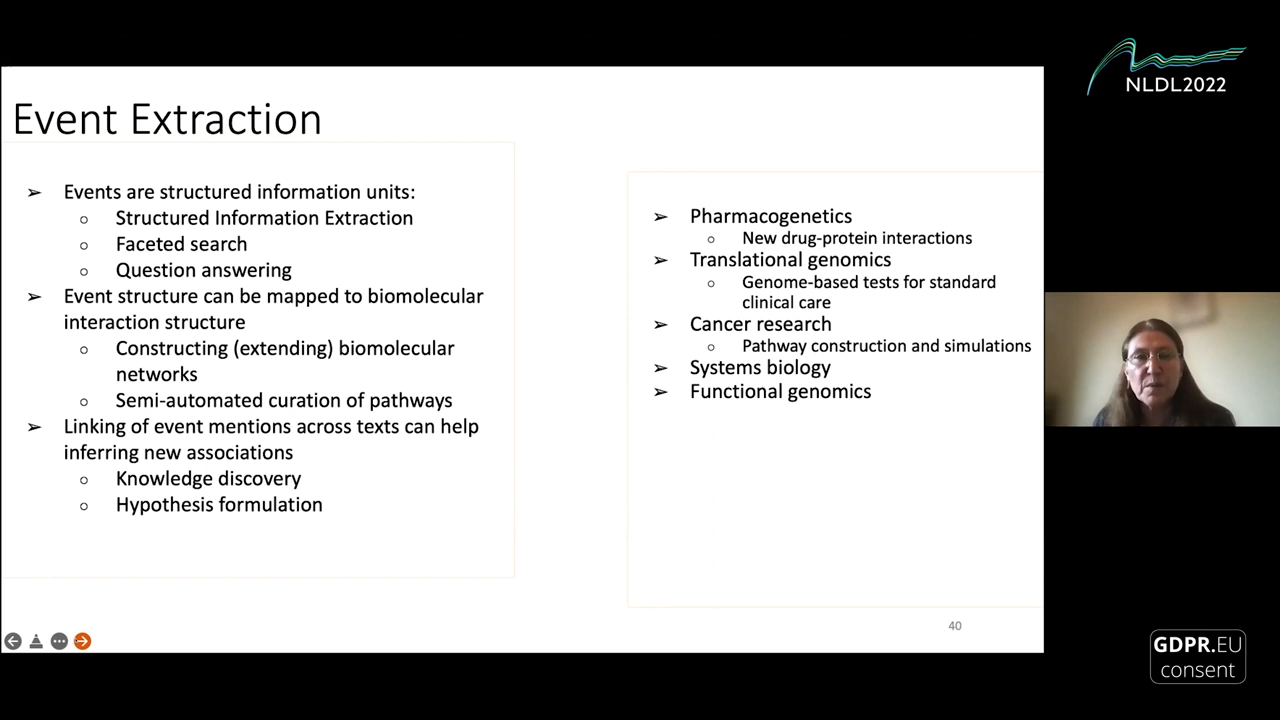 NLDL2022
Event Extraction
➢ Events are structured information units:
○ Structured Information Extraction
○ Faceted search
○ Question answering
➢ Event structure can be mapped to biomolecular
interaction structure
○ Constructing (extending) biomolecular
networks
○ Semi-automated curation of pathways
➢ Linking of event mentions across texts can help
inferring new associations
○ Knowledge discovery
○ Hypothesis formulation
➢ Pharmacogenetics
○ New drug-protein interactions
➢ Translational genomics
○ Genome-based tests for standard
clinical care
➢ Cancer research
○ Pathway construction and simulations
➢ Systems biology
➢ Functional genomics
40
GDPR.EU
consent